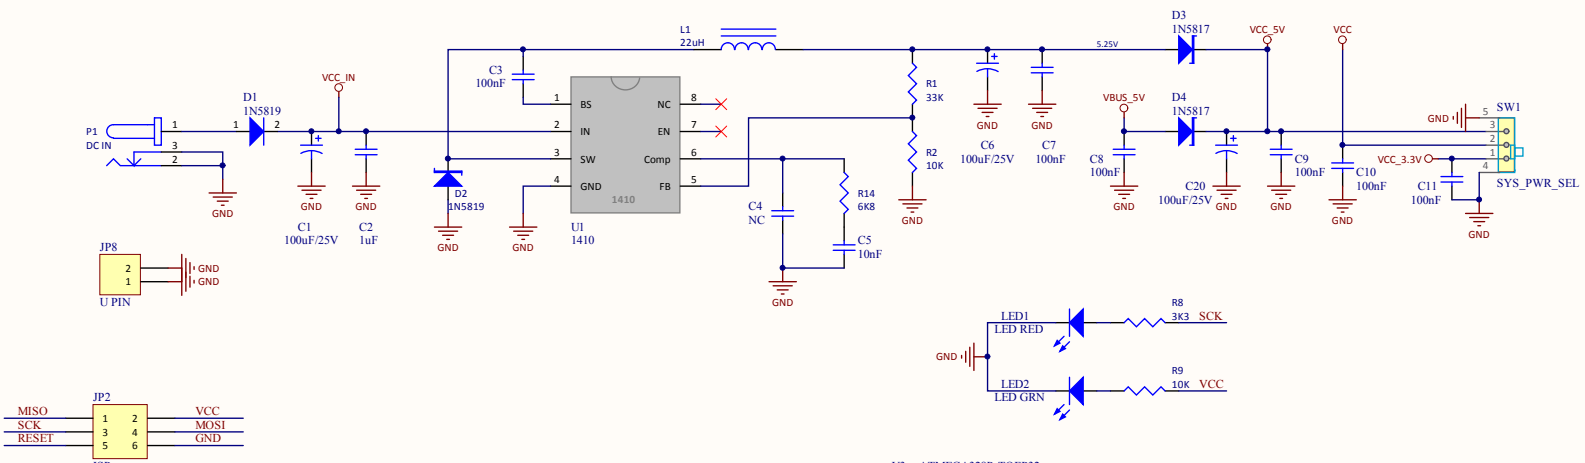 D3
1N5817
L1
22uH
5.25V
VCC_5V
VCC
C3
100nF
VCC_IN
D1
1N5819
P1
DC IN
1
3
2
1
2
1
BS
2
IN
3
SW
4
GND
NC
8
EN
7
Comp
6
FB
5
1410
U1
1410
D2
1N5819
GND
GND
GND
GND
GND
C1
100uF/25V
C2
1uF
R1
33K
R2
10K
GND
+
+
+
C6
100uF/25V
GND
C7
100nF
GND
C4
NC
R14
6K8
C5
10nF
GND
VBUS_5V
D4
1N5817
C8
100nF
GND
C20
100uF/25V
GND
C9
100nF
GND
C10
100nF
GND
VCC_3.3V
C11
100nF
GND
GND
SW1
5
3
2
1
4
SYS_PWR_SEL
JP8
2
GND
1
GND
U PIN
LED1
LED RED
R8
3K3
SCK
GND
LED2
LED GRN
R9
10K
VCC
JP2
MISO
1
2
VCC
SCK
3
4
MOSI
RESET
5
6
GND